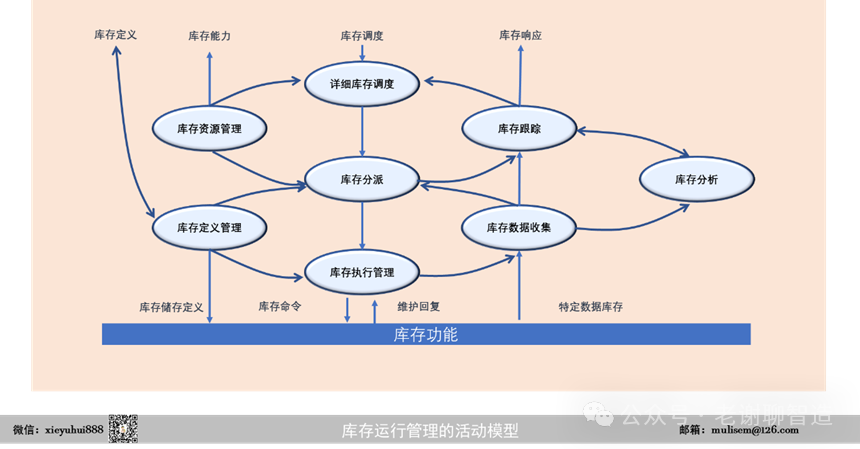 库存定义
库存能力
库存调度
库存响应
详细库存调度
库存资源管理
库存跟踪
库存分派
库存分析
库存定义管理
库存数据收集
库存执行管理
库存储存定义
库存命令
维护回复
特定数据库存
库存功能
公众号・老谢聊智造
微信：xieyuhui888
库存运行管理的活动模型
邮箱：mulisem@126.com